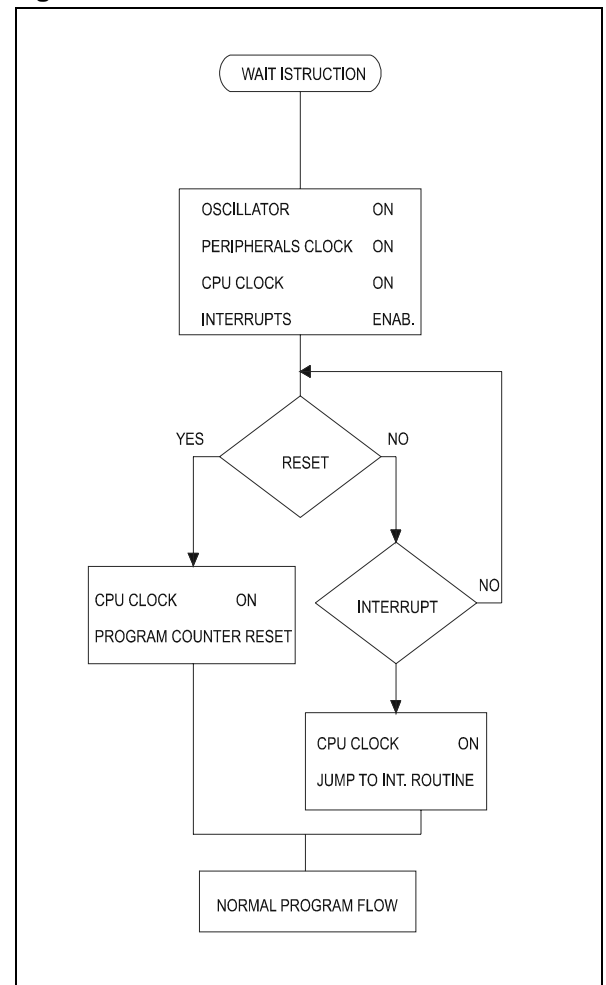 WAIT ISTRUCTION
OSCILLATOR ON
PERIPHERALS CLOCK ON
CPU CLOCK ON
INTERRUPTS ENAB.
YES
NO
RESET
CPU CLOCK ON
PROGRAM COUNTER RESET
INTERRUPT
NO
CPU CLOCK ON
JUMP TO INT. ROUTINE
NORMAL PROGRAM FLOW